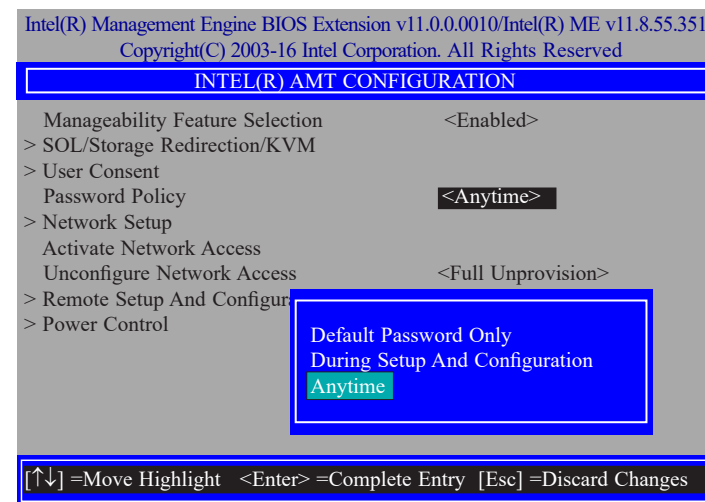 Intel(R) Management Engine BIOS Extension v11.0.0.0010/Intel(R) ME v11.8.55.351
Copyright(C) 2003-16 Intel Corporation. All Rights Reserved
INTEL(R) AMT CONFIGURATION
Manageability Feature Selection <Enabled>
> SOL/Storage Redirection/KVM
> User Consent
Password Policy <Anytime>
> Network Setup
Activate Network Access
Unconfigure Network Access <Full Unprovision>
> Remote Setup And Configura
> Power Control
Default Password Only
During Setup And Configuration
Anytime
[↑↓] =Move Highlight <Enter> =Complete Entry [Esc] =Discard Changes